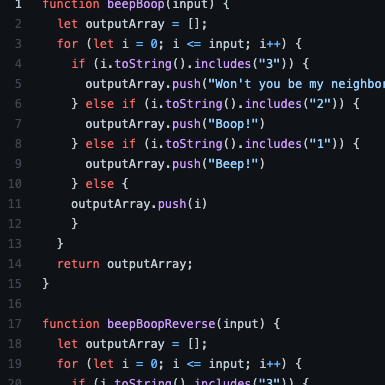 1 function beepBoop(input) {
2 let outputArray = [];
3 for (let i = 0; i <= input; i++) {
4 if (i.toString().includes("3")) {
5 outputArray.push("Won't you be my neighbor
6 } else if (i.toString().includes("2")) {
7 outputArray.push("Boop!")
8 } else if (i.toString().includes("1")) {
9 outputArray.push("Beep!")
10 } else {
11 outputArray.push(i)
12 }
13 }
14 return outputArray;
15 }
16
17 function beepBoopReverse(input) {
18 let outputArray = [];
19 for (let i = 0; i <= input; i++) {
20 if (i.toString().includes("3")) {